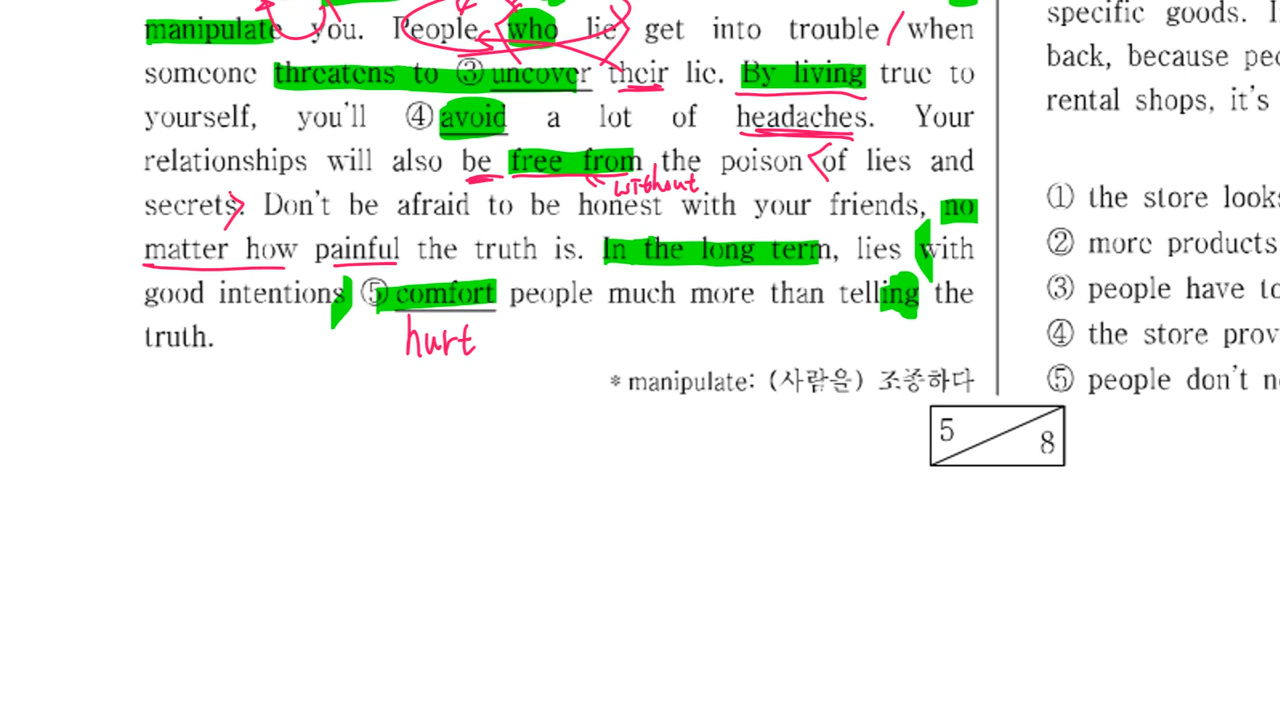 manipulate you. People who lie get into trouble when
someone threatens to ③ uncover their lie. By living true to
yourself, you'll ④ avoid a lot of headaches. Your
relationships will also be free from the poison of lies and
without
secrets. Don't be afraid to be honest with your friends, no
matter how painful the truth is. In the long term, lies with
good intentions ⑤ comfort people much more than telling the
hurt
truth.
* manipulate: (사람을) 조종하다
5 8
specific goods.
back, because
rental shops, it's
① the store looks
② more products
③ people have to
④ the store
⑤ people don't